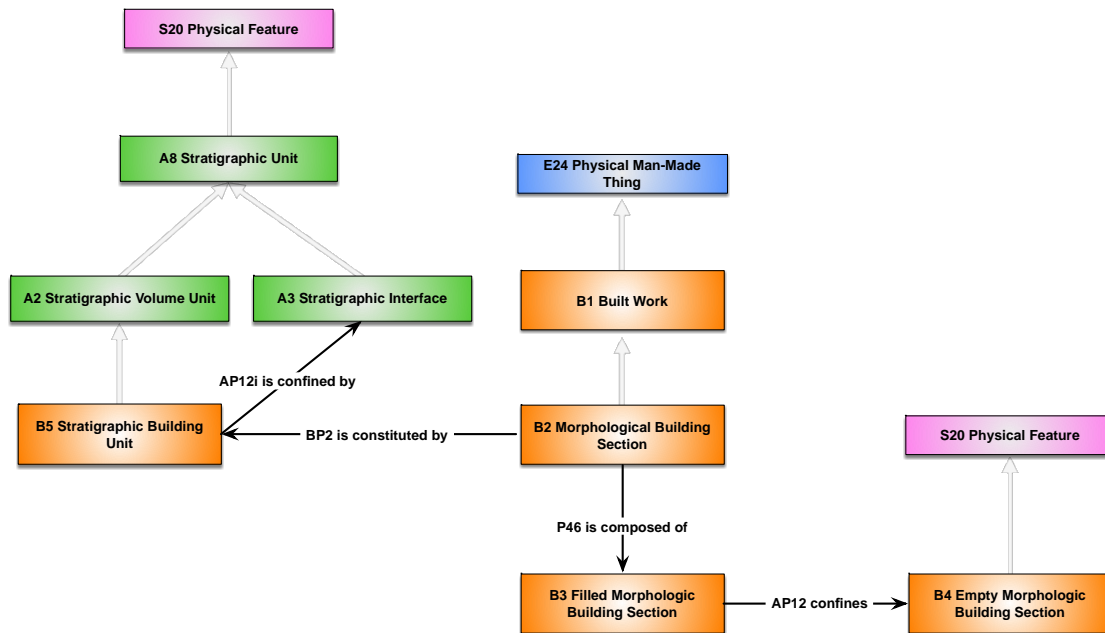 S20 Physical Feature
A8 Stratigraphic Unit
E24 Physical Man-Made
Thing
A2 Stratigraphic Volume Unit
A3 Stratigraphic Interface
B1 Built Work
AP12i is confined by
B5 Stratigraphic Building
Unit
BP2 is constituted by
B2 Morphological Building
Section
S20 Physical Feature
P46 is composed of
B3 Filled Morphologic
Building Section
AP12 confines
B4 Empty Morphologic
Building Section